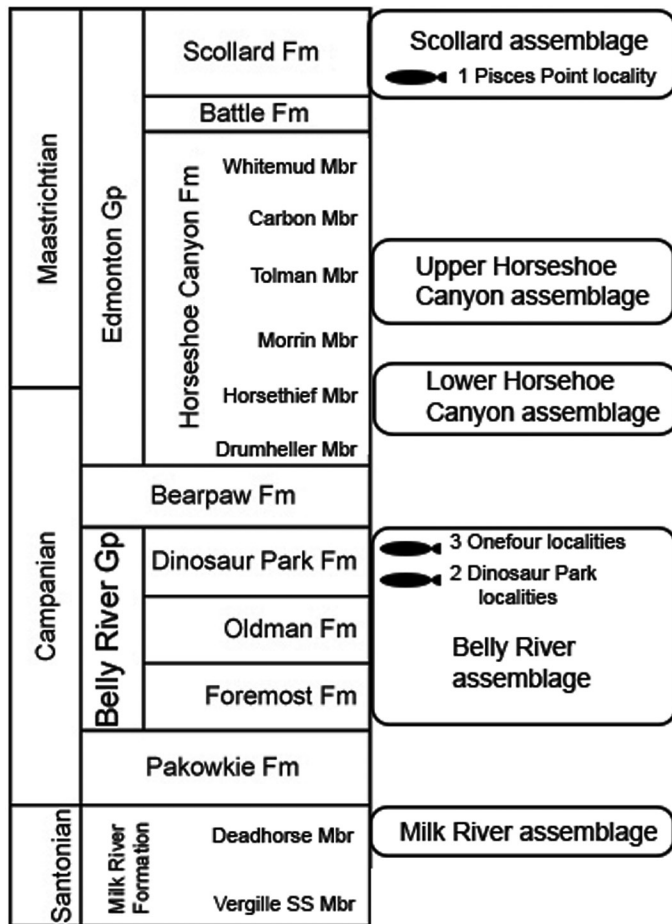 Maastrichtian
Campanian
Santonian
Edmonton Gp
Belly River Gp
Milk River
Formation
Scollard Fm
Battle Fm
Horseshoe Canyon Fm
Whitemud Mbr
Carbon Mbr
Tolman Mbr
Morrin Mbr
Horsethief Mbr
Drumheller Mbr
Bearpaw Fm
Dinosaur Park Fm
Oldman Fm
Foremost Fm
Pakowkie Fm
Deadhorse Mbr
Vergille SS Mbr
Scollard assemblage
1 Pisces Point locality
Upper Horseshoe
Canyon assemblage
Lower Horsehoe
Canyon assemblage
3 Onefour localities
2 Dinosaur Park
localities
Belly River
assemblage
Milk River assemblage